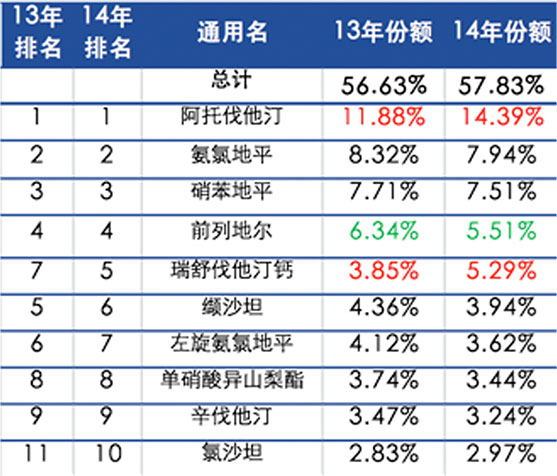 13年排名 14年排名 通用名 13年份额 14年份额
总计 56.63% 57.83%
1 1 阿托伐他汀 11.88% 14.39%
2 2 氨氯地平 8.32% 7.94%
3 3 硝苯地平 7.71% 7.51%
4 4 前列地尔 6.34% 5.51%
7 5 瑞舒伐他汀钙 3.85% 5.29%
5 6 缬沙坦 4.36% 3.94%
6 7 左旋氨氯地平 4.12% 3.62%
8 8 单硝酸异山梨酯 3.74% 3.44%
9 9 辛伐他汀 3.47% 3.24%
11 10 氯沙坦 2.83% 2.97%